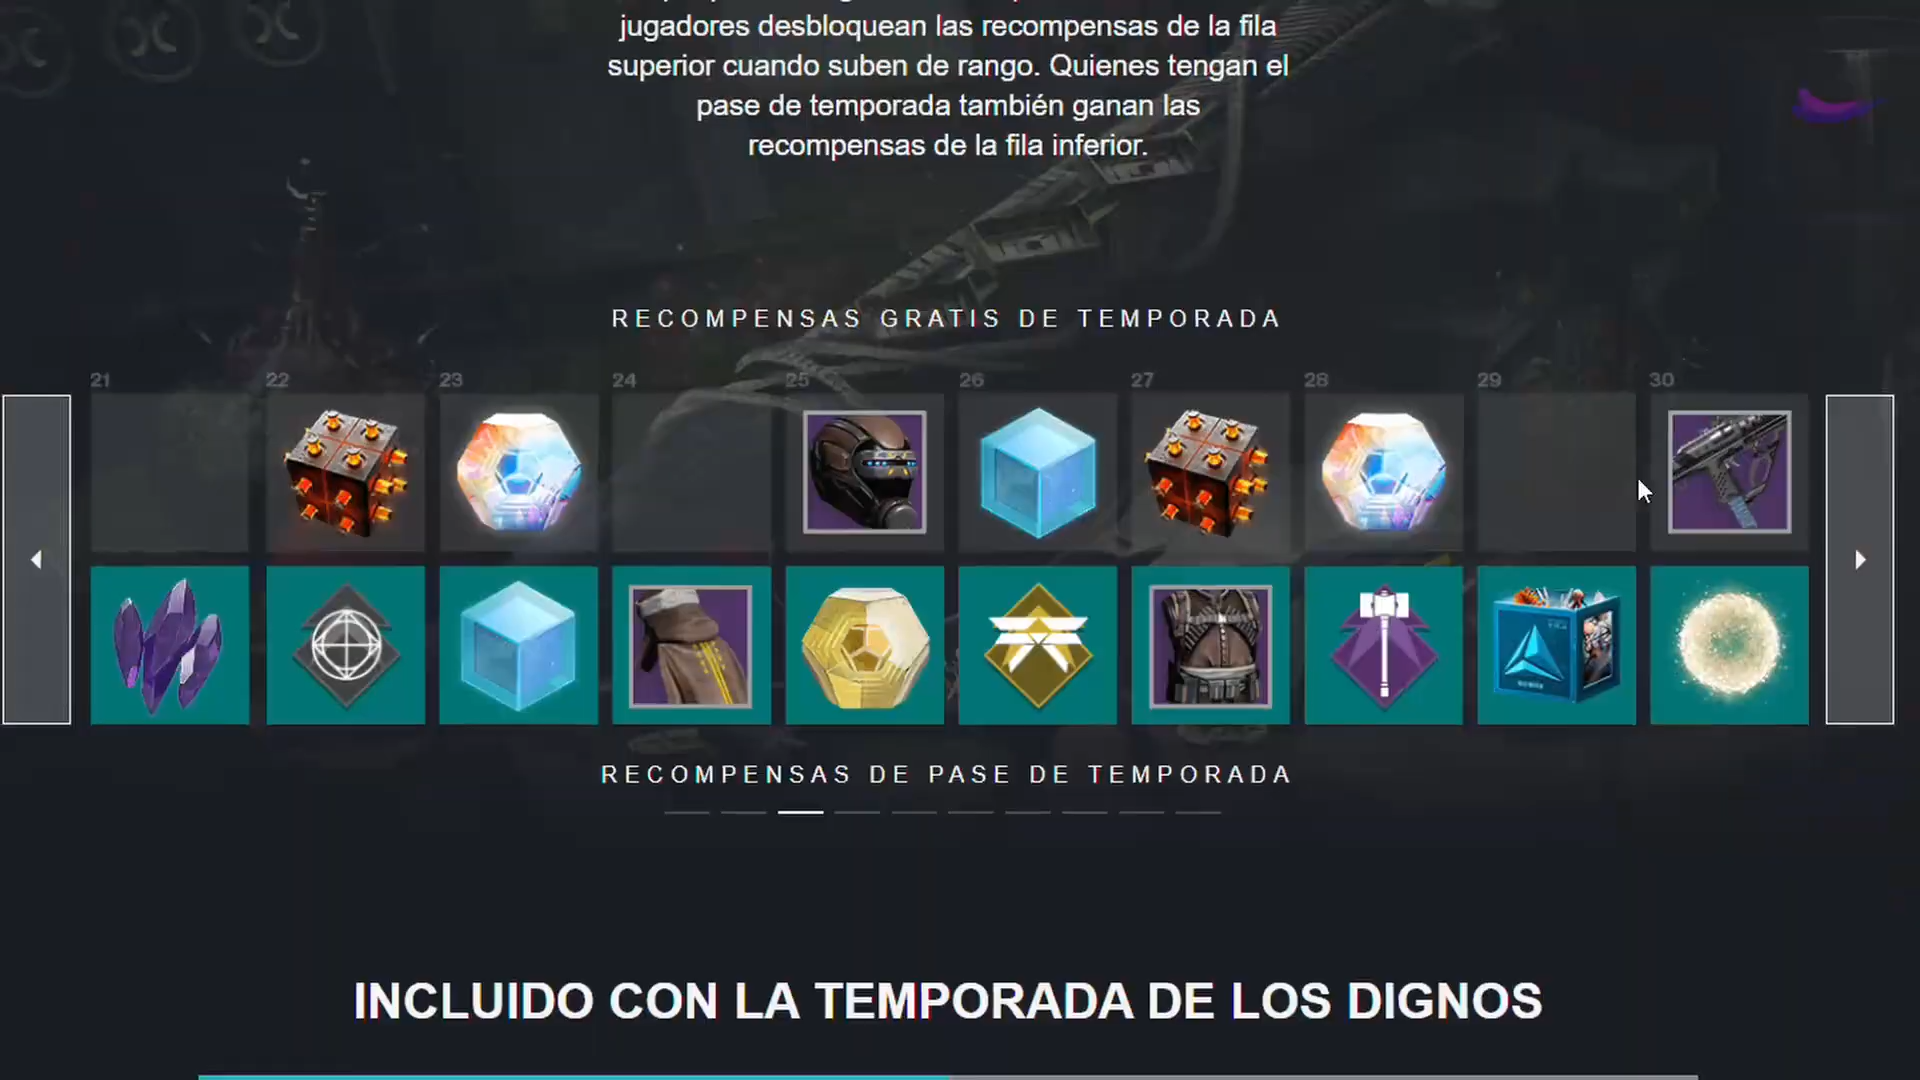 jugadores desbloquean las recompensas de la fila
superior cuando suben de rango. Quienes tengan el
pase de temporada también ganan las
recompensas de la fila inferior.
RECOMPENSAS GRATIS DE TEMPORADA
21 22 23 24 25 26 27 28 29 30
RECOMPENSAS DE PASE DE TEMPORADA
INCLUIDO CON LA TEMPORADA DE LOS DIGNOS